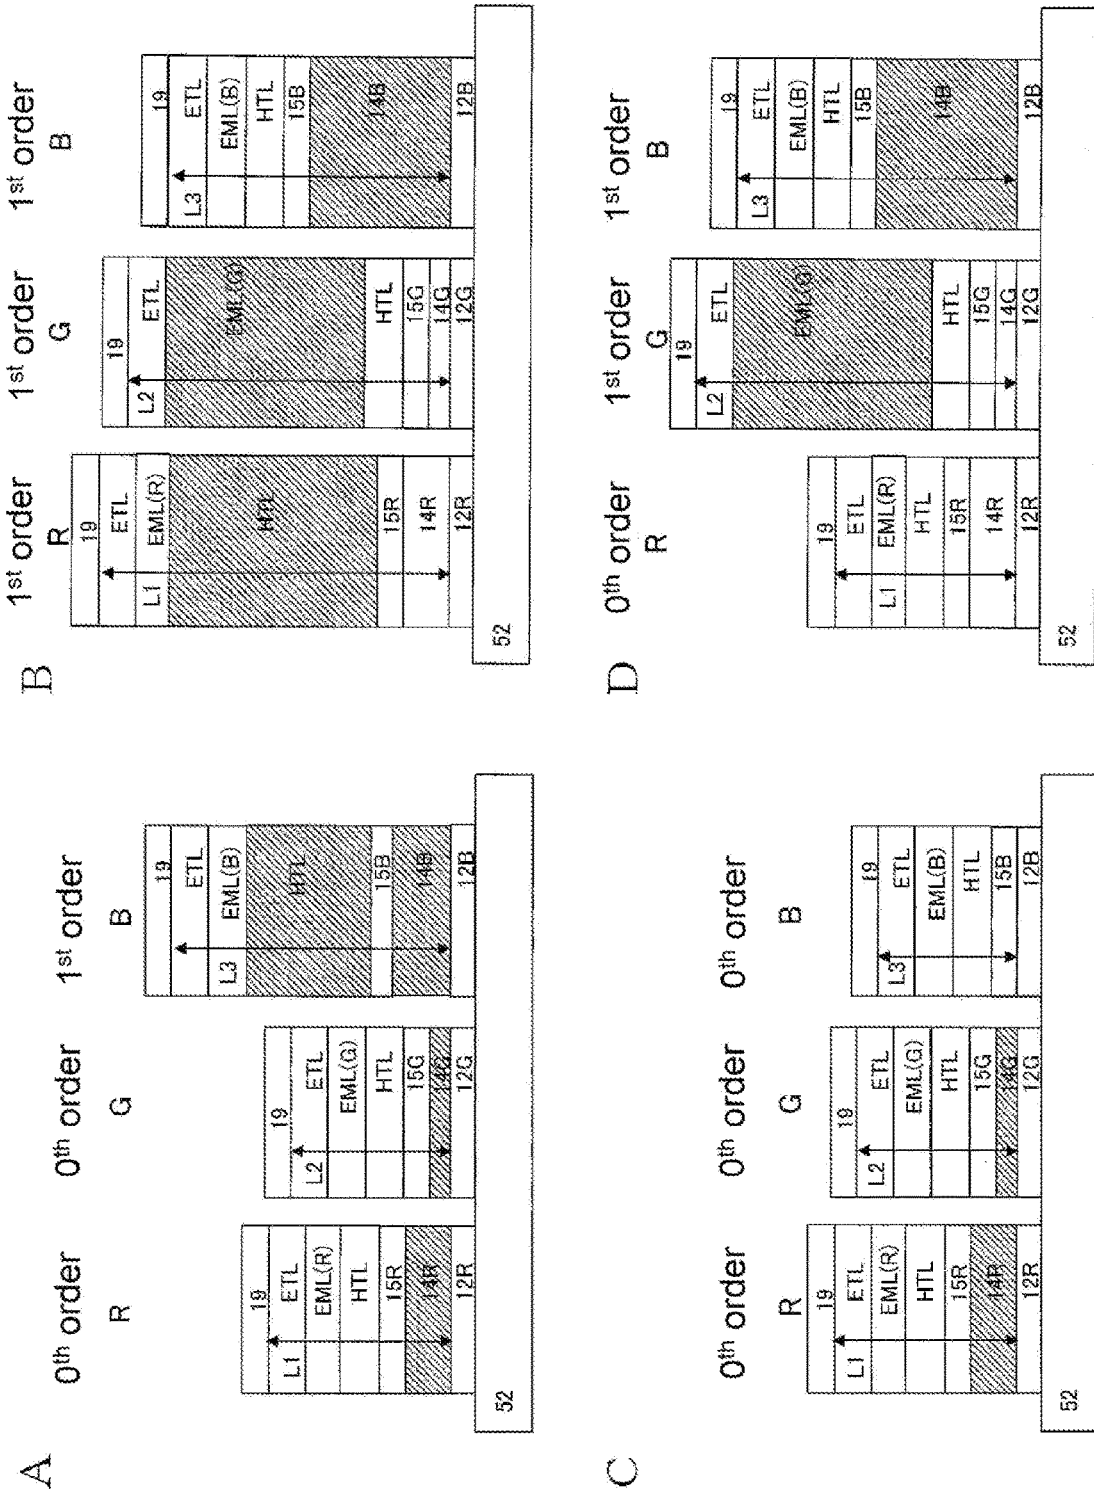 A
0th order
R
19
ETL
L1
EML(R)
HTL
15R
14R
12R
0th order
G
19
ETL
L2
EML(G)
HTL
15G
14G
12G
1st order
B
19
ETL
EML(B)
L3
HTL
15B
14B
12B
52
B
1st order
R
19
ETL
EML(R)
L1
HTL
15R
14R
12R
1st order
G
19
ETL
L2
EML(G)
HTL
15G
14G
12G
1st order
B
19
ETL
L3
EML(B)
HTL
15B
14B
12B
52
C
0th order
R
19
ETL
L1
EML(R)
HTL
15R
14R
12R
0th order
G
19
ETL
L2
EML(G)
HTL
15G
14G
12G
0th order
B
19
ETL
L3
EML(B)
HTL
15B
12B
52
D
0th order
R
19
ETL
EML(R)
L1
HTL
15R
14R
12R
1st order
G
19
ETL
L2
EML(G)
HTL
15G
14G
12G
1st order
B
19
ETL
L3
EML(B)
HTL
15B
14B
12B
52